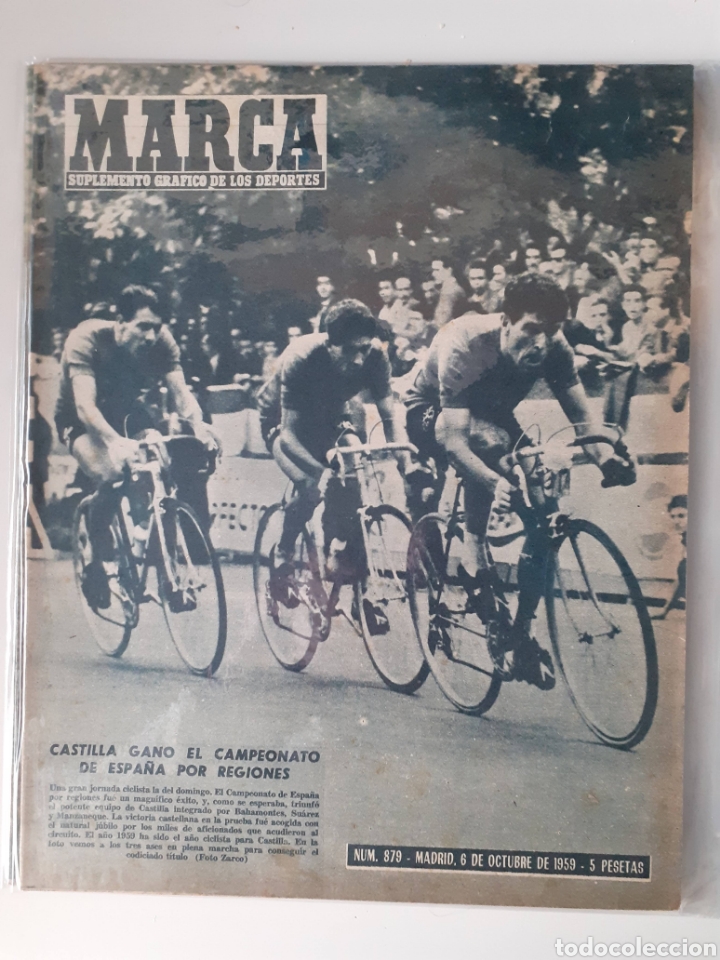 MARCA
SUPLEMENTO GRAFICO DE LOS DEPORTES
CASTILLA GANO EL CAMPEONATO
DE ESPAÑA POR REGIONES
Una gran jornada ciclista la del domingo. El Campeonato de España
por regiones fué un magnífico éxito, y, como se esperaba, triunfó
el potente equipo de Castilla integrado por Bahamontes, Suárez
y Manzaneque. La victoria castellana en la prueba fué acogida con
el natural júbilo por los miles de aficionados que acudieron al
circuito. El año 1959 ha sido el año ciclista para Castilla. En la
foto vemos a los tres ases en plena marcha para conseguir el
codiciado título (Foto Zarco)
NUM. 879 - MADRID, 6 DE OCTUBRE DE 1959 - 5 PESETAS
todocoleccion